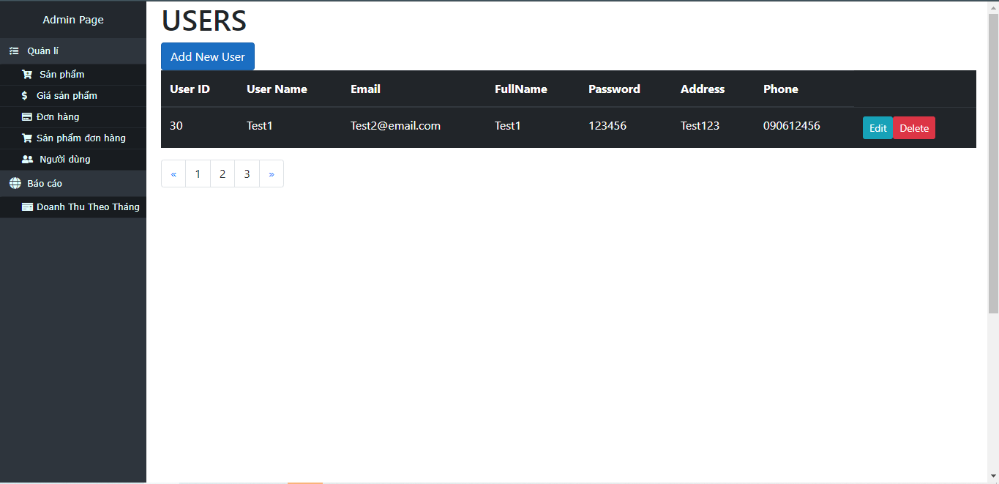 Admin Page
Quản lí
Sản phẩm
$ Giá sản phẩm
Đơn hàng
Sản phẩm đơn hàng
Người dùng
Báo cáo
Doanh Thu Theo Tháng
USERS
Add New User
User ID User Name Email FullName Password Address Phone
30 Test1 Test2@email.com Test1 123456 Test123 090612456 Edit Delete
« 1 2 3 »